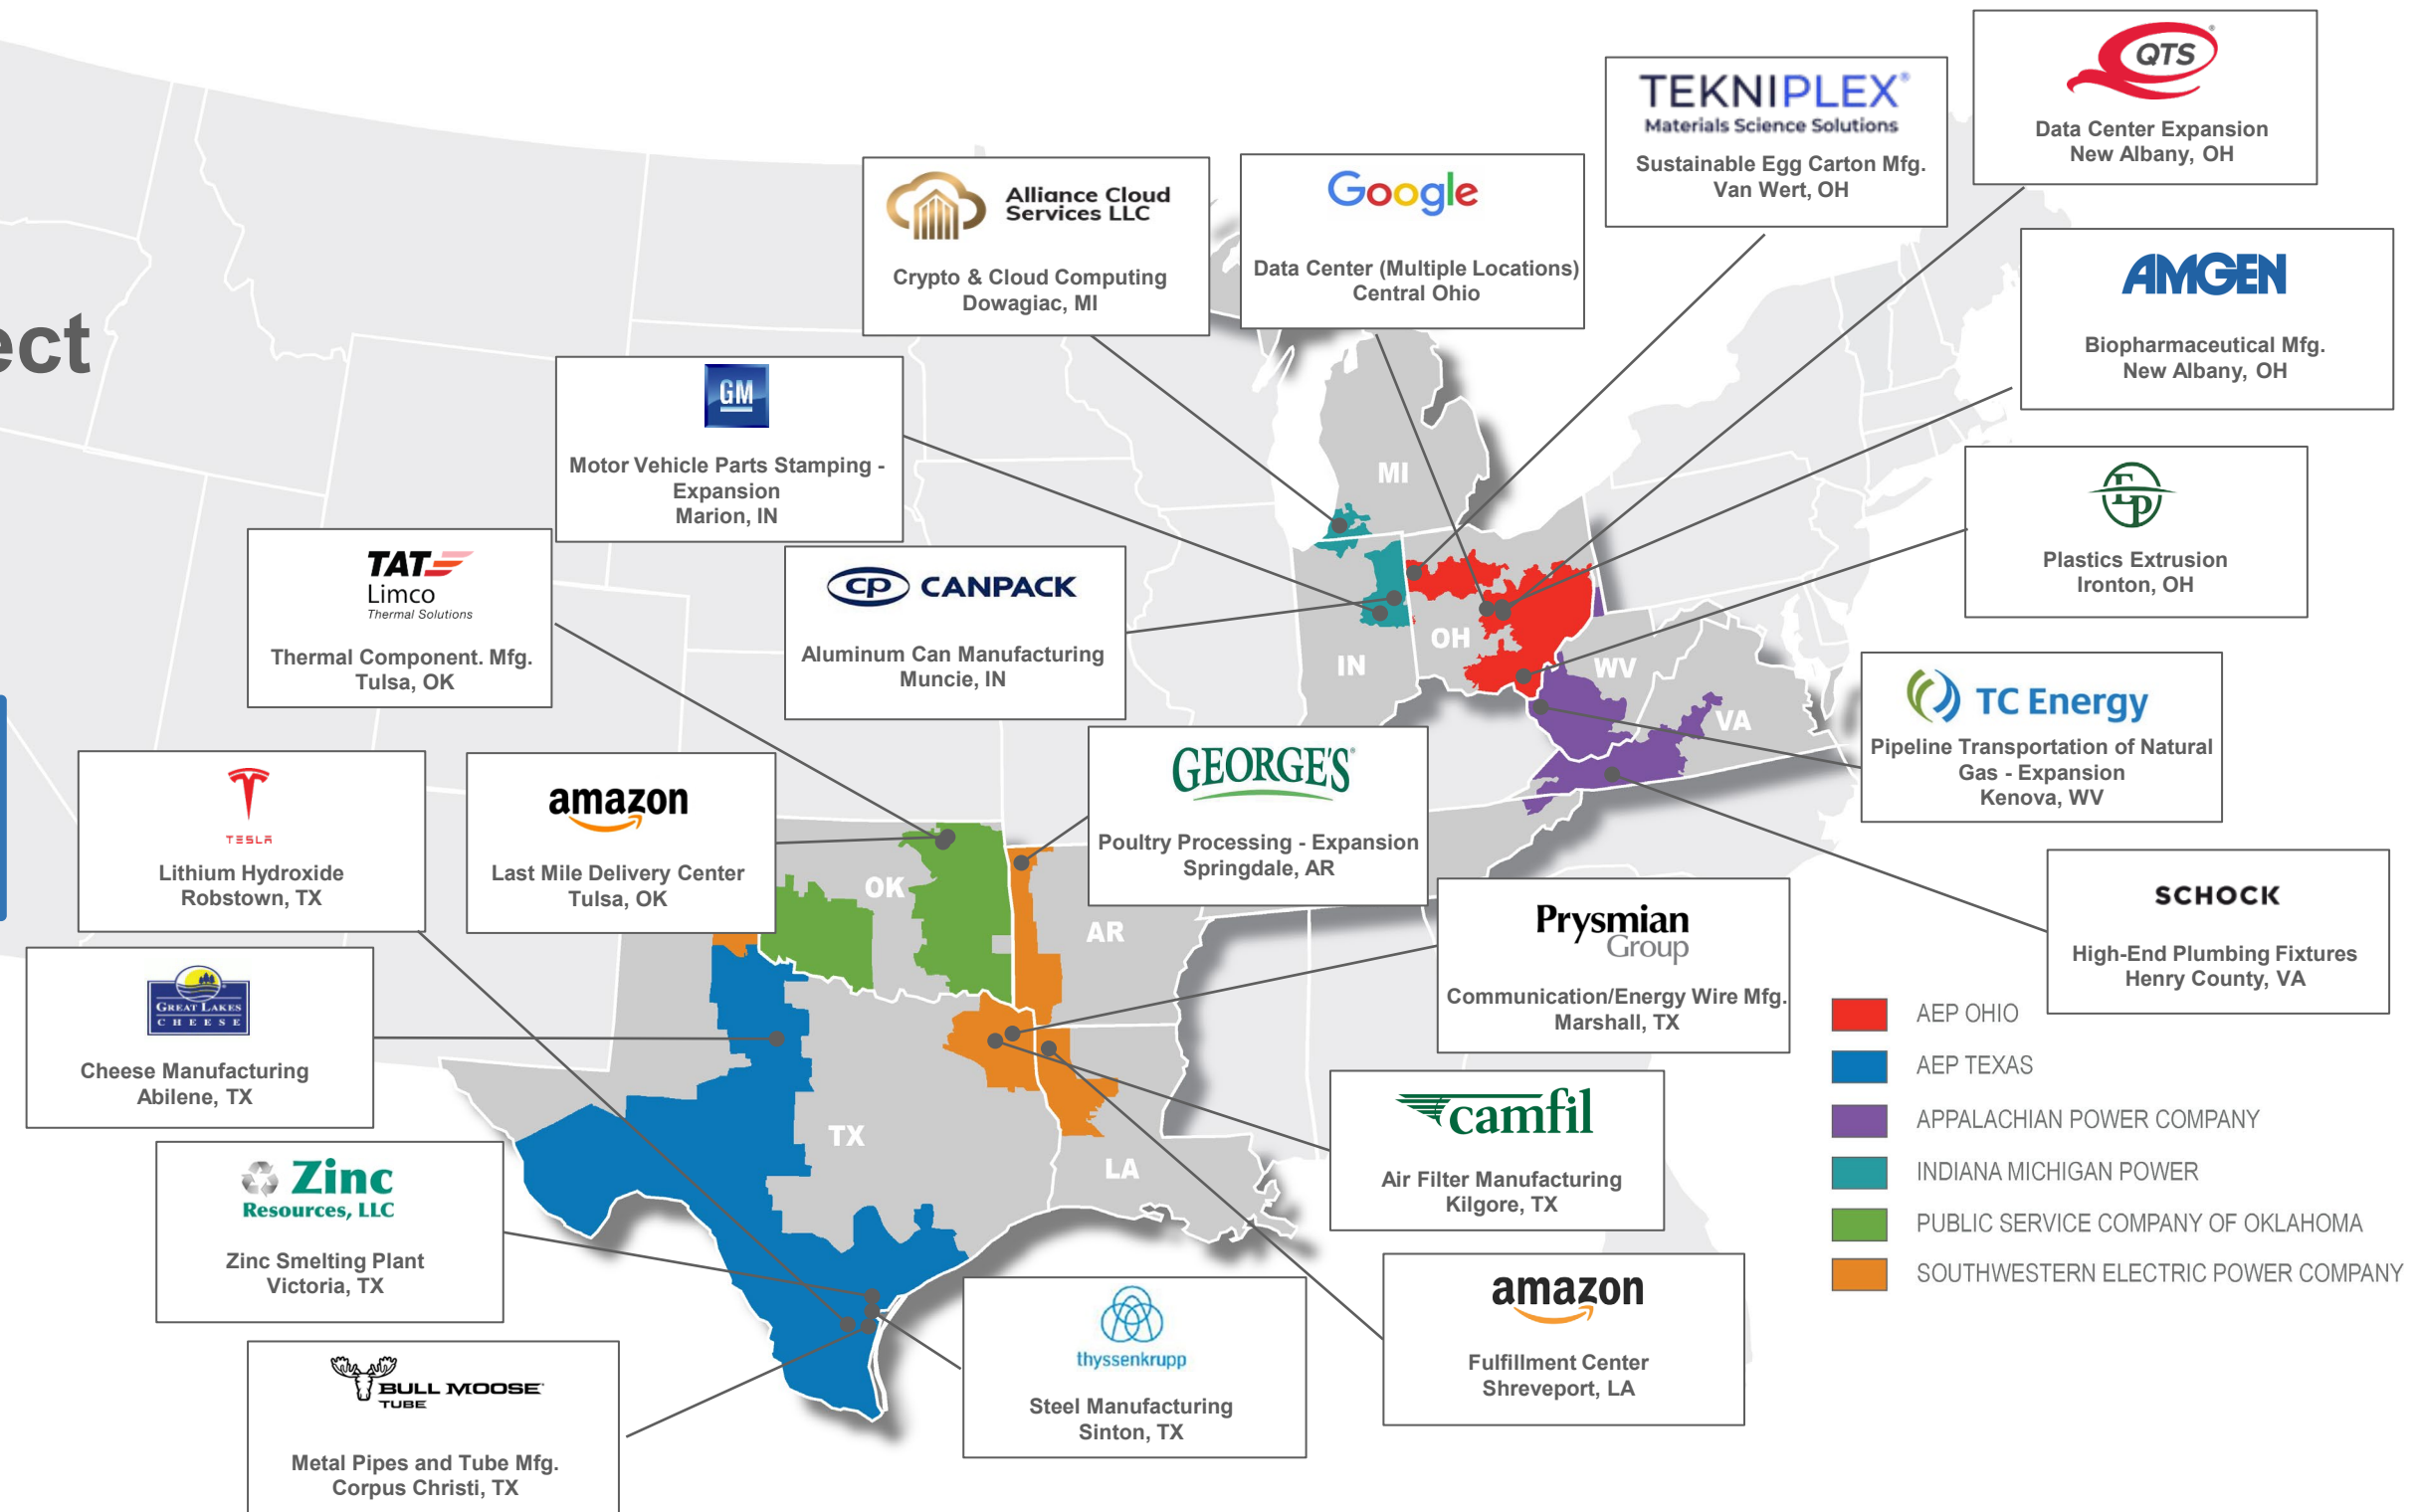 ect
QTS
Data Center Expansion
New Albany, OH
TEKNIPLEX®
Materials Science Solutions
Sustainable Egg Carton Mfg.
Van Wert, OH
Alliance Cloud
Services LLC
Crypto & Cloud Computing
Dowagiac, MI
Google
Data Center (Multiple Locations)
Central Ohio
AMGEN
Biopharmaceutical Mfg.
New Albany, OH
GM
Motor Vehicle Parts Stamping -
Expansion
Marion, IN
EP
Plastics Extrusion
Ironton, OH
TAT
Limco
Thermal Solutions
Thermal Component. Mfg.
Tulsa, OK
CP CANPACK
Aluminum Can Manufacturing
Muncie, IN
TC Energy
Pipeline Transportation of Natural
Gas - Expansion
Kenova, WV
TESLA
Lithium Hydroxide
Robstown, TX
amazon
Last Mile Delivery Center
Tulsa, OK
GEORGE'S®
Poultry Processing - Expansion
Springdale, AR
SCHOCK
High-End Plumbing Fixtures
Henry County, VA
Prysmian
Group
Communication/Energy Wire Mfg.
Marshall, TX
GREAT LAKES
CHEESE
Cheese Manufacturing
Abilene, TX
camfil
Air Filter Manufacturing
Kilgore, TX
Zinc
Resources, LLC
Zinc Smelting Plant
Victoria, TX
amazon
Fulfillment Center
Shreveport, LA
thyssenkrupp
Steel Manufacturing
Sinton, TX
BULL MOOSE
TUBE
Metal Pipes and Tube Mfg.
Corpus Christi, TX
MI
IN
OH
WV
VA
OK
AR
TX
LA
AEP OHIO
AEP TEXAS
APPALACHIAN POWER COMPANY
INDIANA MICHIGAN POWER
PUBLIC SERVICE COMPANY OF OKLAHOMA
SOUTHWESTERN ELECTRIC POWER COMPANY